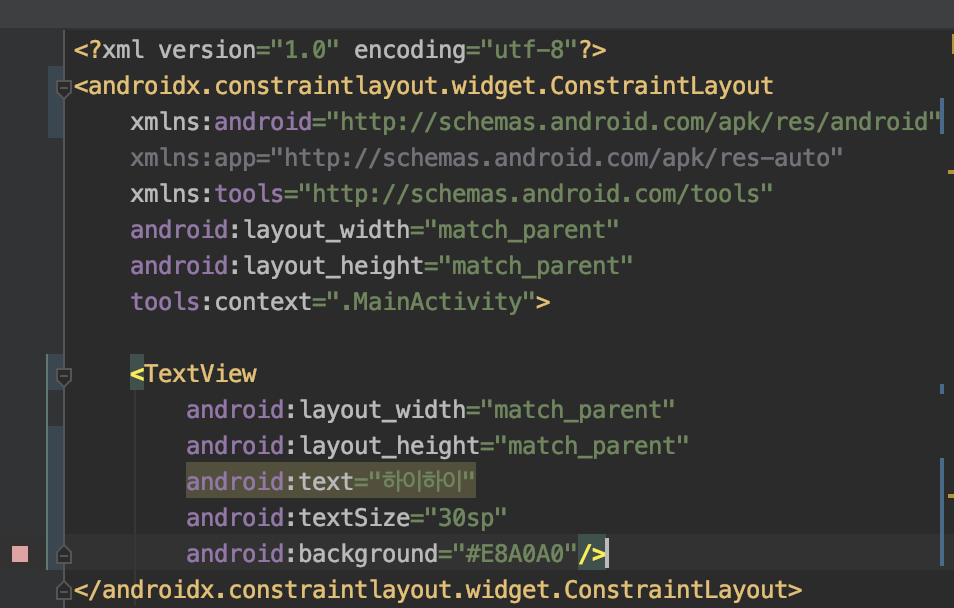 <?xml version="1.0" encoding="utf-8"?>
<androidx.constraintlayout.widget.ConstraintLayout
xmlns:android="http://schemas.android.com/apk/res/android"
xmlns:app="http://schemas.android.com/apk/res-auto"
xmlns:tools="http://schemas.android.com/tools"
android:layout_width="match_parent"
android:layout_height="match_parent"
tools:context=".MainActivity">
<TextView
android:layout_width="match_parent"
android:layout_height="match_parent"
android:text="하이하이"
android:textSize="30sp"
android:background="#E8A0A0"/>
</androidx.constraintlayout.widget.ConstraintLayout>